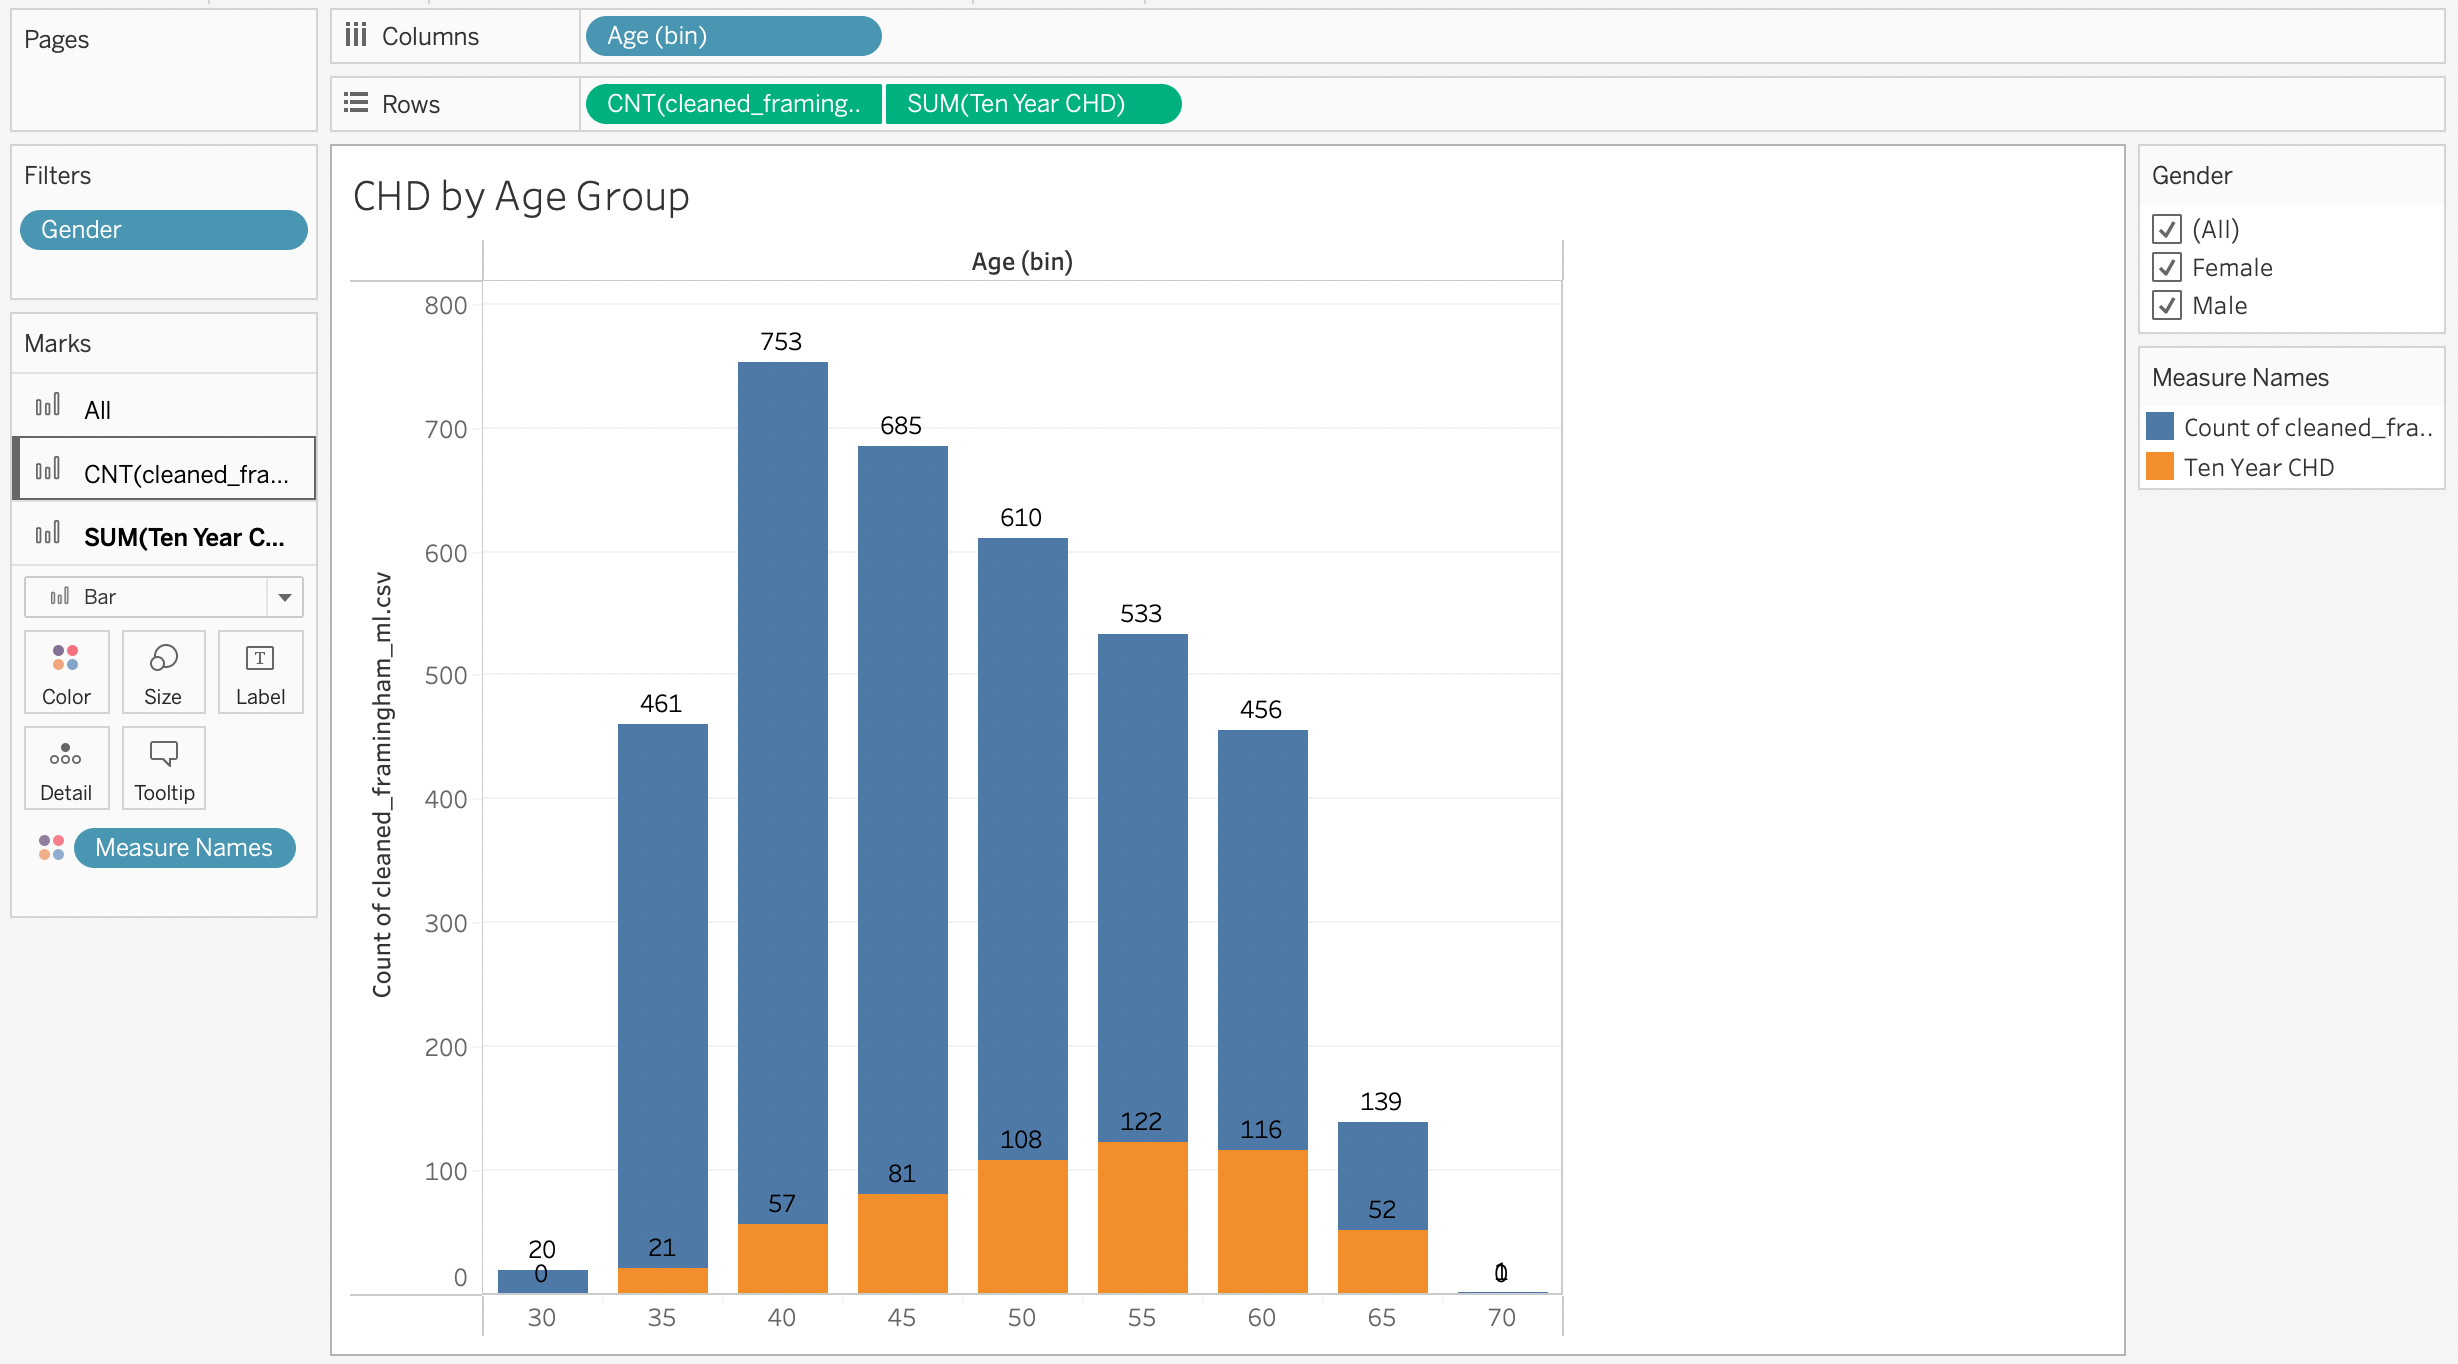 Pages
Columns
Age (bin)
Rows
CNT(cleaned_framing..
SUM(Ten Year CHD)
Filters
Gender
Marks
All
CNT(cleaned_fra...
SUM(Ten Year C...
Bar
Color
Size
T
Label
Detail
Tooltip
Measure Names
CHD by Age Group
Age (bin)
Count of cleaned_framingham_ml.csv
800
700
600
500
400
300
200
100
0
20
0
461
21
753
57
685
81
610
108
533
122
456
116
139
52
1
0
30
35
40
45
50
55
60
65
70
Gender
(All)
Female
Male
Measure Names
Count of cleaned_fra..
Ten Year CHD